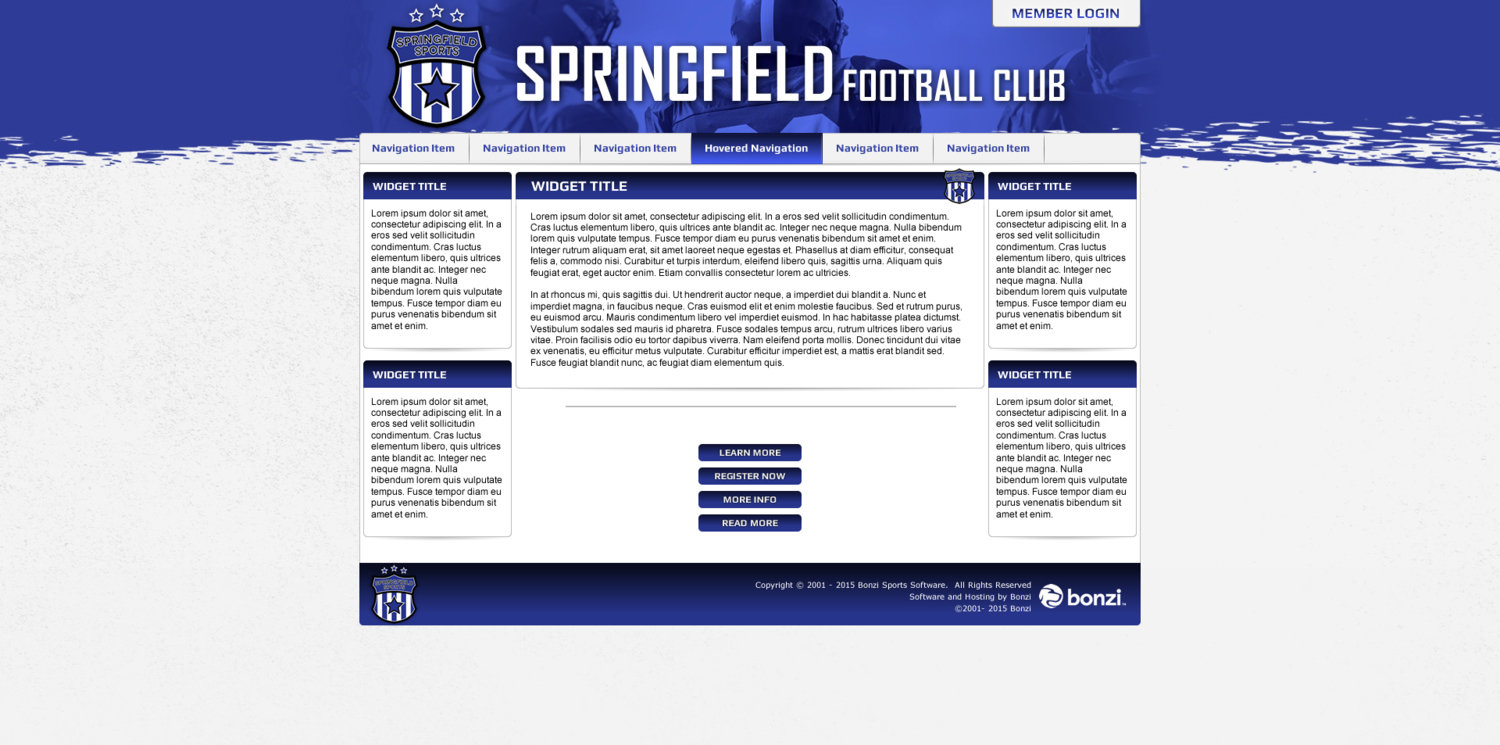 MEMBER LOGIN
SPRINGFIELD
SPORTS
SPRINGFIELD FOOTBALL CLUB
Navigation Item
Navigation Item
Navigation Item
Hovered Navigation
Navigation Item
Navigation Item
WIDGET TITLE
Lorem ipsum dolor sit amet,
consectetur adipiscing elit. In a
eros sed velit sollicitudin
condimentum. Cras luctus
elementum libero, quis ultrices
ante blandit ac. Integer nec
neque magna. Nulla
bibendum lorem quis vulputate
tempus. Fusce tempor diam eu
purus venenatis bibendum sit
amet et enim.
WIDGET TITLE
Lorem ipsum dolor sit amet,
consectetur adipiscing elit. In a
eros sed velit sollicitudin
condimentum. Cras luctus
elementum libero, quis ultrices
ante blandit ac. Integer nec
neque magna. Nulla
bibendum lorem quis vulputate
tempus. Fusce tempor diam eu
purus venenatis bibendum sit
amet et enim.
WIDGET TITLE
Lorem ipsum dolor sit amet, consectetur adipiscing elit. In a eros sed velit sollicitudin condimentum.
Cras luctus elementum libero, quis ultrices ante blandit ac. Integer nec neque magna. Nulla bibendum
lorem quis vulputate tempus. Fusce tempor diam eu purus venenatis bibendum sit amet et enim.
Integer rutrum aliquam erat, sit amet laoreet neque egestas et. Phasellus at diam efficitur, consequat
felis a, commodo nisi. Curabitur et turpis interdum, eleifend libero quis, sagittis urna. Aliquam quis
feugiat erat, eget auctor enim. Etiam convallis consectetur lorem ac ultricies.
In at rhoncus mi, quis sagittis dui. Ut hendrerit auctor neque, a imperdiet dui blandit a. Nunc et
imperdiet magna, in faucibus neque. Cras euismod elit et enim molestie faucibus. Sed et rutrum purus,
eu euismod arcu. Mauris condimentum libero vel imperdiet euismod. In hac habitasse platea dictumst.
Vestibulum sodales sed mauris id pharetra. Fusce sodales tempus arcu, rutrum ultrices libero varius
vitae. Proin facilisis odio eu tortor dapibus viverra. Nam eleifend porta mollis. Donec tincidunt dui vitae
ex venenatis, eu efficitur metus vulputate. Curabitur efficitur imperdiet est, a mattis erat blandit sed.
Fusce feugiat blandit nunc, ac feugiat diam elementum quis.
LEARN MORE
REGISTER NOW
MORE INFO
READ MORE
WIDGET TITLE
Lorem ipsum dolor sit amet,
consectetur adipiscing elit. In a
eros sed velit sollicitudin
condimentum. Cras luctus
elementum libero, quis ultrices
ante blandit ac. Integer nec
neque magna. Nulla
bibendum lorem quis vulputate
tempus. Fusce tempor diam eu
purus venenatis bibendum sit
amet et enim.
WIDGET TITLE
Lorem ipsum dolor sit amet,
consectetur adipiscing elit. In a
eros sed velit sollicitudin
condimentum. Cras luctus
elementum libero, quis ultrices
ante blandit ac. Integer nec
neque magna. Nulla
bibendum lorem quis vulputate
tempus. Fusce tempor diam eu
purus venenatis bibendum sit
amet et enim.
SPRINGFIELD
SPORTS
Copyright © 2001 - 2015 Bonzi Sports Software. All Rights Reserved
Software and Hosting by Bonzi
©2001- 2015 Bonzi
bonzi™